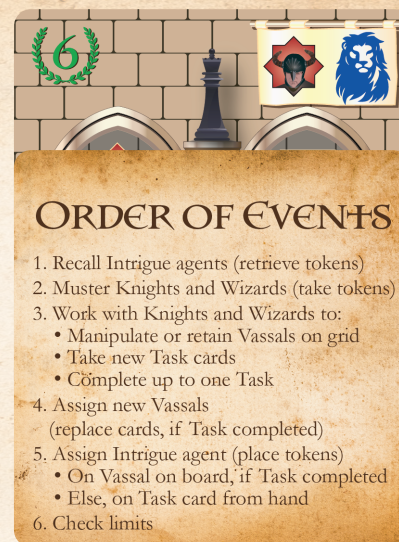 6
ORDER OF EVENTS
1. Recall Intrigue agents (retrieve tokens)
2. Muster Knights and Wizards (take tokens)
3. Work with Knights and Wizards to:
• Manipulate or retain Vassals on grid
• Take new Task cards
• Complete up to one Task
4. Assign new Vassals
(replace cards, if Task completed)
5. Assign Intrigue agent (place tokens)
• On Vassal on board, if Task completed
• Else, on Task card from hand
6. Check limits